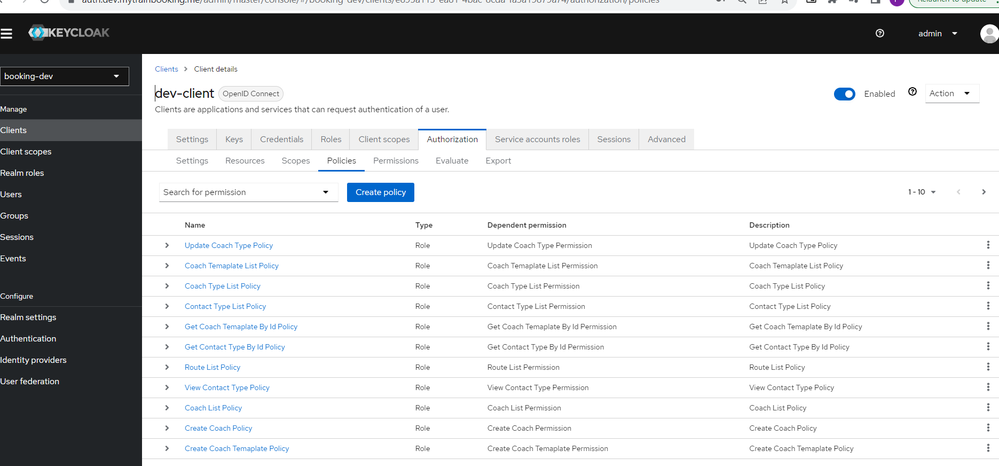 KEYCLOAK
admin
booking-dev
Manage
Clients
Client scopes
Realm roles
Users
Groups
Sessions
Events
Configure
Realm settings
Authentication
Identity providers
User federation
Clients > Client details
dev-client OpenID Connect
Enabled
Action
Clients are applications and services that can request authentication of a user.
Settings Keys Credentials Roles Client scopes Authorization Service accounts roles Sessions Advanced
Settings Resources Scopes Policies Permissions Evaluate Export
Search for permission Create policy 1 - 10
Name Type Dependent permission Description
Update Coach Type Policy Role Update Coach Type Permission Update Coach Type Policy
Coach Temaplate List Policy Role Coach Temaplate List Permission Coach Temaplate List Policy
Coach Type List Policy Role Coach Type List Permission Coach Type List Policy
Contact Type List Policy Role Contact Type List Permission Contact Type List Policy
Get Coach Temaplate By Id Policy Role Get Coach Temaplate By Id Permission Get Coach Temaplate By Id Policy
Get Contact Type By Id Policy Role Get Contact Type By Id Permission Get Contact Type By Id Policy
Route List Policy Role Route List Permission Route List Policy
View Contact Type Policy Role View Contact Type Permission View Contact Type Policy
Coach List Policy Role Coach List Permission Coach List Policy
Create Coach Policy Role Create Coach Permission Create Coach Policy
Create Coach Temaplate Policy Role Create Coach Temaplate Permission Create Coach Temaplate Policy